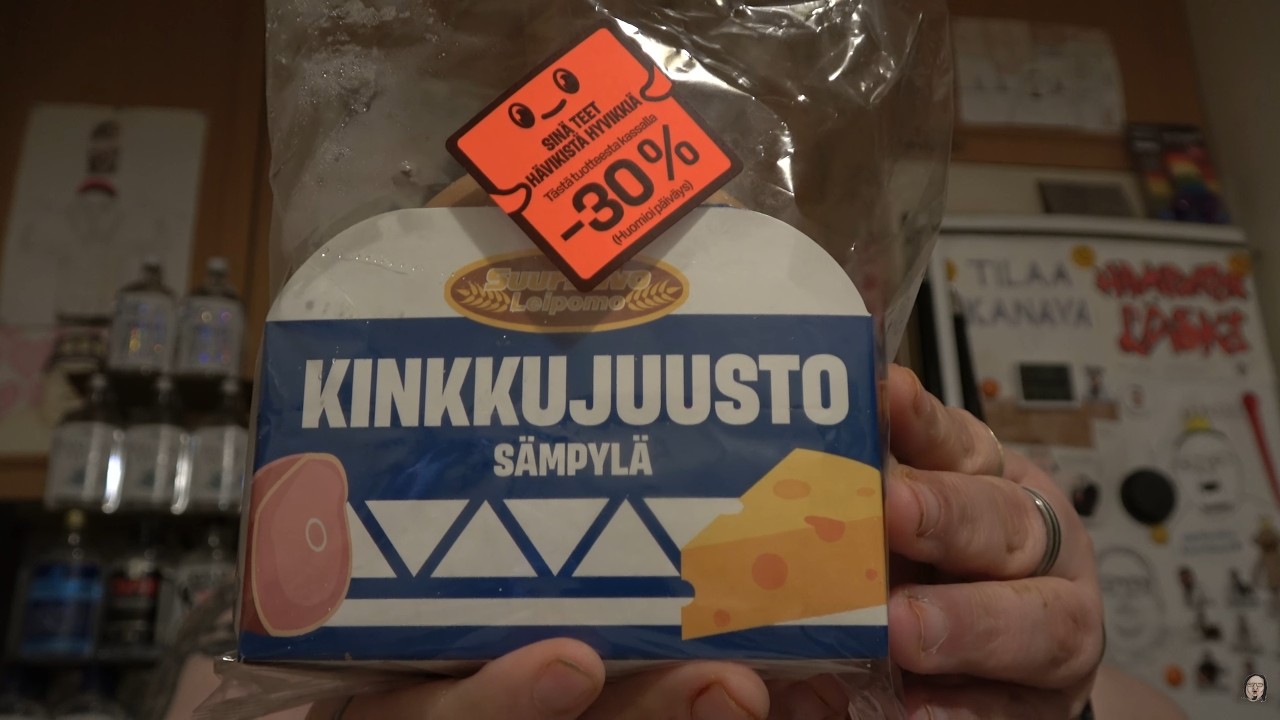 SINÄ TEET
HÄVIKISTÄ HYVIKKIÄ
Tästä tuotteesta kassalla
-30%
(Huomioi päiväys)
Leipomo
KINKKUJUUSTO
SÄMPYLÄ
TILAA
KANAVA